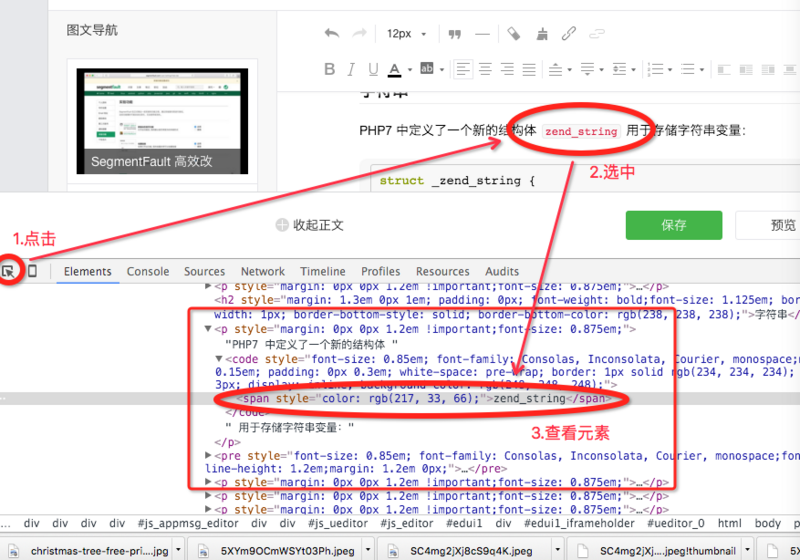 图文导航
12px
B I U A ab
SegmentFault
SegmentFault 高效改
字符串
PHP7 中定义了一个新的结构体 zend_string 用于存储字符串变量:
struct _zend_string {
2.选中
1.点击
收起正文
保存
预览
Elements Console Sources Network Timeline Profiles Resources Audits
<p style="margin: 0px 0px 1.2em !important;font-size: 0.875em;">…</p>
<h2 style="margin: 1.3em 0px 1em; padding: 0px; font-weight: bold;font-size: 1.125em; border
width: 1px; border-bottom-style: solid; border-bottom-color: rgb(238, 238, 238);">字符串</
<p style="margin: 0px 0px 1.2em !important;font-size: 0.875em;">
"PHP7 中定义了一个新的结构体 "
<code style="font-size: 0.85em; font-family: Consolas, Inconsolata, Courier, monospace;m
0.15em; padding: 0px 0.3em; white-space: pre-wrap; border: 1px solid rgb(234, 234, 234);
3px; display: inline; background-color: rgb(248, 248, 248);">
<span style="color: rgb(217, 33, 66);">zend_string</span>
</code>
" 用于存储字符串变量："
3.查看元素
</p>
<pre style="font-size: 0.85em; font-family: Consolas, Inconsolata, Courier, monospace;fon
line-height: 1.2em;margin: 1.2em 0px;">…</pre>
<p style="margin: 0px 0px 1.2em !important;font-size: 0.875em;">…</p>
<p style="margin: 0px 0px 1.2em !important;font-size: 0.875em;">…</p>
<p style="margin: 0px 0px 1.2em !important;font-size: 0.875em;">…</p>
... div div div div #js_appmsg_editor div div #js_ueditor #js_editor #edui1 div #edui1_iframeholder #ueditor_0 html body p
christmas-tree-free-pri....jpg 5XYm9OCmWSYt03Ph.jpeg SC4mg2jXj8cS9q4K.jpeg SC4mg2jXj....jpeg!thumbnail